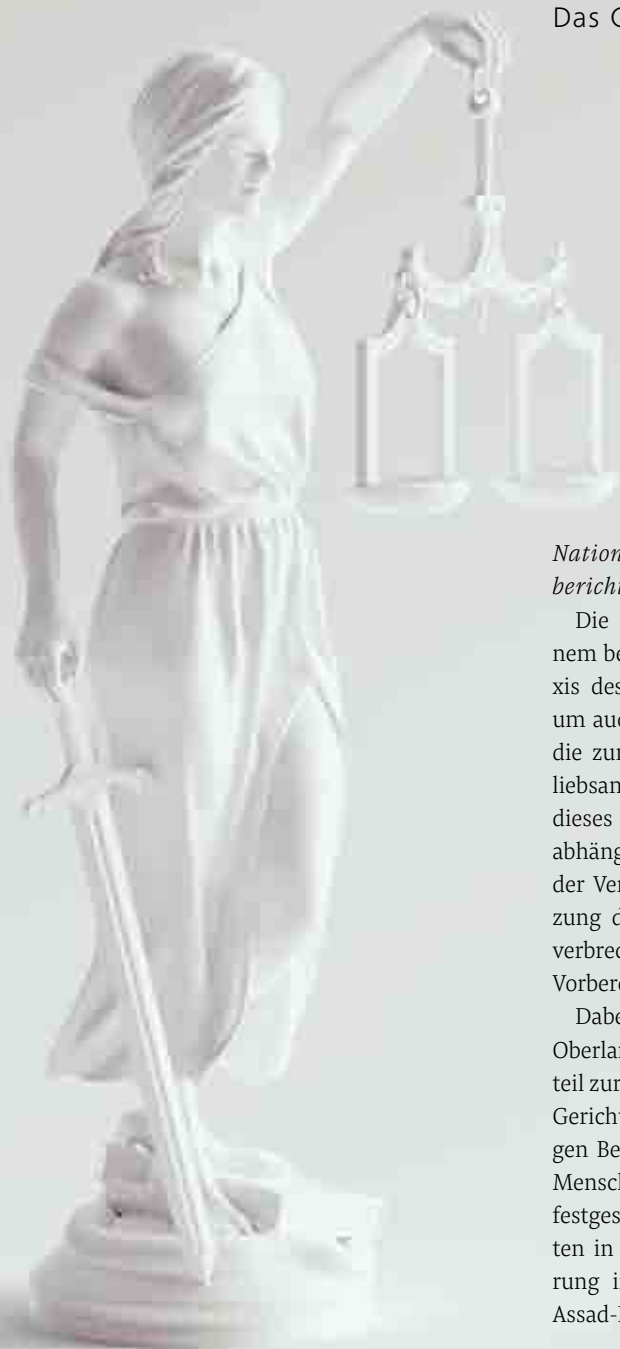 Das
Nation
bericht
Die
nem be
xis des
um auc
die zur
liebsan
dieses
abhäng
der Ver
zung d
verbrec
Vorbere
Dabe
Oberlan
teil zur
Gericht
gen Be
Mensch
festges
ten in
rung i
Assad-